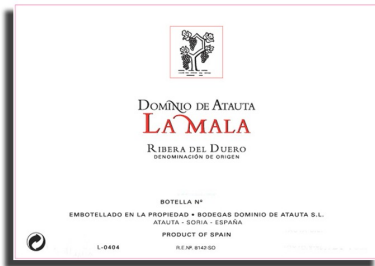 DOMINIO DE ATAUTA
LA MALA
RIBERA DEL DUERO
DENOMINACIÓN DE ORIGEN
BOTELLA Nº
EMBOTELLADO EN LA PROPIEDAD • BODEGAS DOMINIO DE ATAUTA S.L.
ATAUTA - SORIA - ESPAÑA
PRODUCT OF SPAIN
L-0404
R.E.Nº. 8142-SO